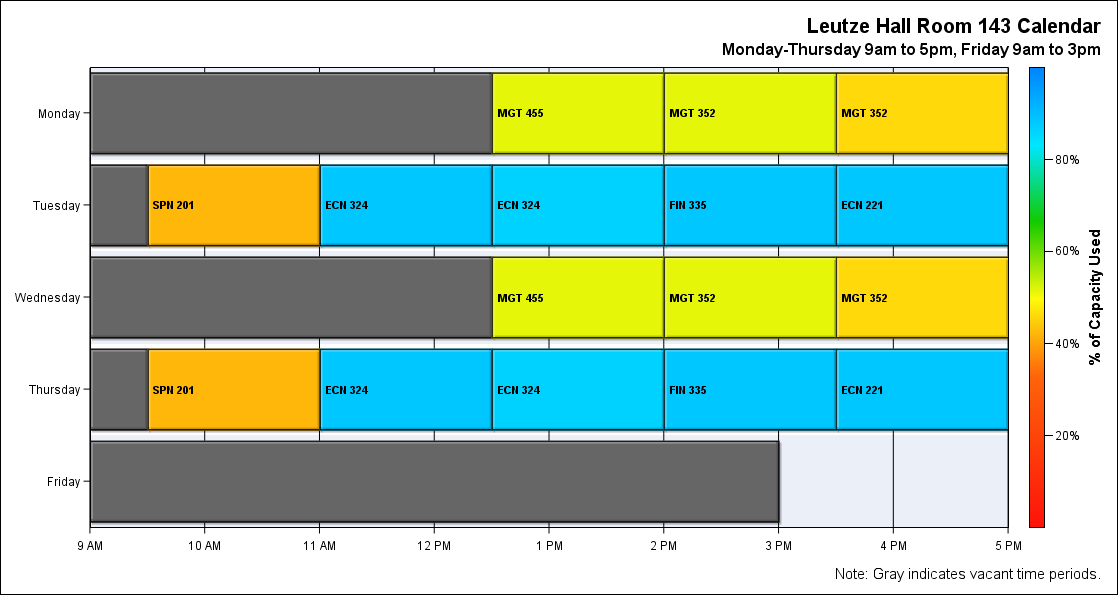 Leutze Hall Room 143 Calendar
Monday-Thursday 9am to 5pm, Friday 9am to 3pm
Monday
MGT 455
MGT 352
MGT 352
Tuesday
SPN 201
ECN 324
ECN 324
FIN 335
ECN 221
Wednesday
MGT 455
MGT 352
MGT 352
Thursday
SPN 201
ECN 324
ECN 324
FIN 335
ECN 221
Friday
9 AM
10 AM
11 AM
12 PM
1 PM
2 PM
3 PM
4 PM
5 PM
80%
60%
40%
20%
% of Capacity Used
Note: Gray indicates vacant time periods.